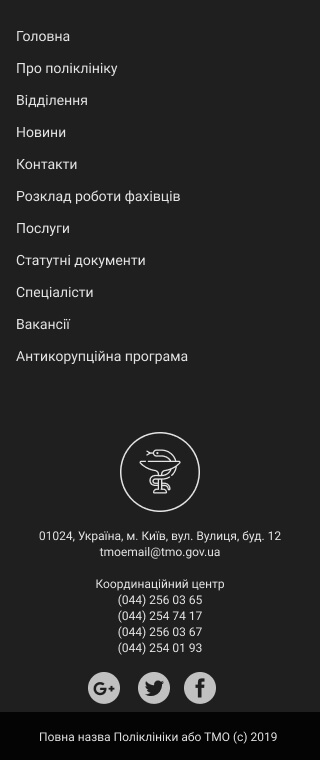 Головна
Про поліклініку
Відділення
Новини
Контакти
Розклад роботи фахівців
Послуги
Статутні документи
Спеціалісти
Вакансії
Антикорупційна програма
01024, Україна, м. Київ, вул. Вулиця, буд. 12
tmoemail@tmo.gov.ua
Координаційний центр
(044) 256 03 65
(044) 254 74 17
(044) 256 03 67
(044) 254 01 93
G+
f
Повна назва Поліклініки або ТМО (с) 2019